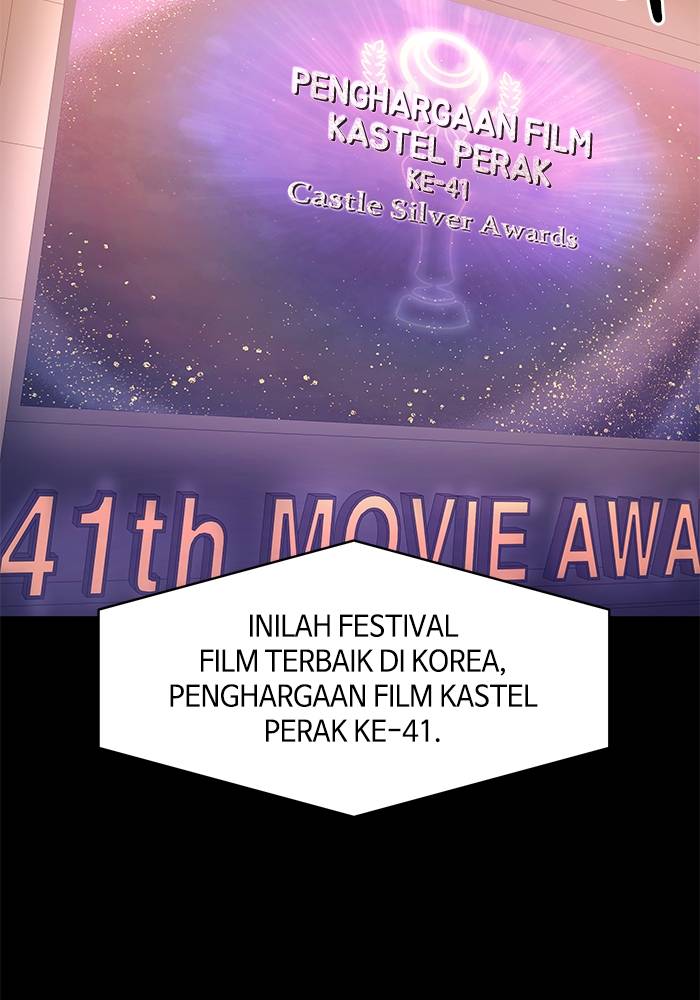 PENGHARGAAN FILM
KASTEL PERAK
KE-41
Castle Silver Awards
41th MOVIE AWA
INILAH FESTIVAL
FILM TERBAIK DI KOREA,
PENGHARGAAN FILM KASTEL
PERAK KE-41.